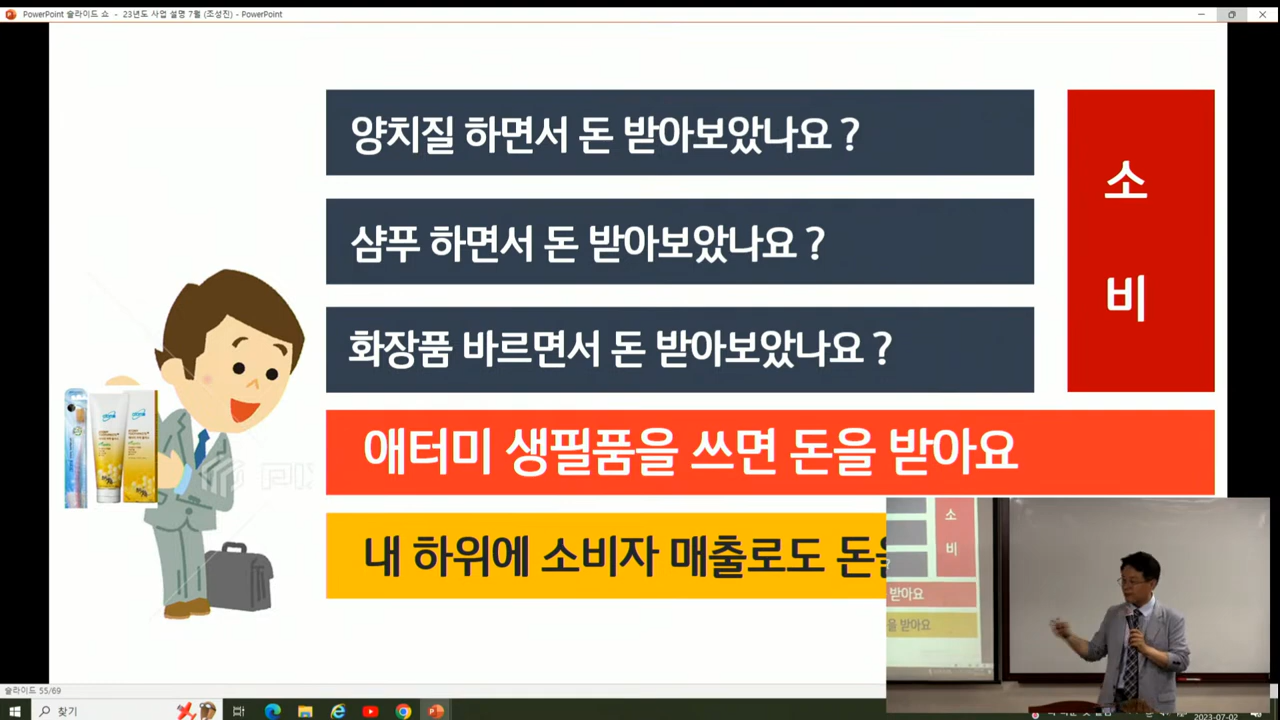 PowerPoint 슬라이드 쇼 - 23년도 사업 설명 7월 (조성진) - PowerPoint
양치질 하면서 돈 받아보았나요 ?
샴푸 하면서 돈 받아보았나요 ?
화장품 바르면서 돈 받아보았나요 ?
소
비
애터미 생필품을 쓰면 돈을 받아요
내 하위에 소비자 매출로도 돈을
소
비
받아요
을 받아요
슬라이드 55/69
찾기
2023-07-02